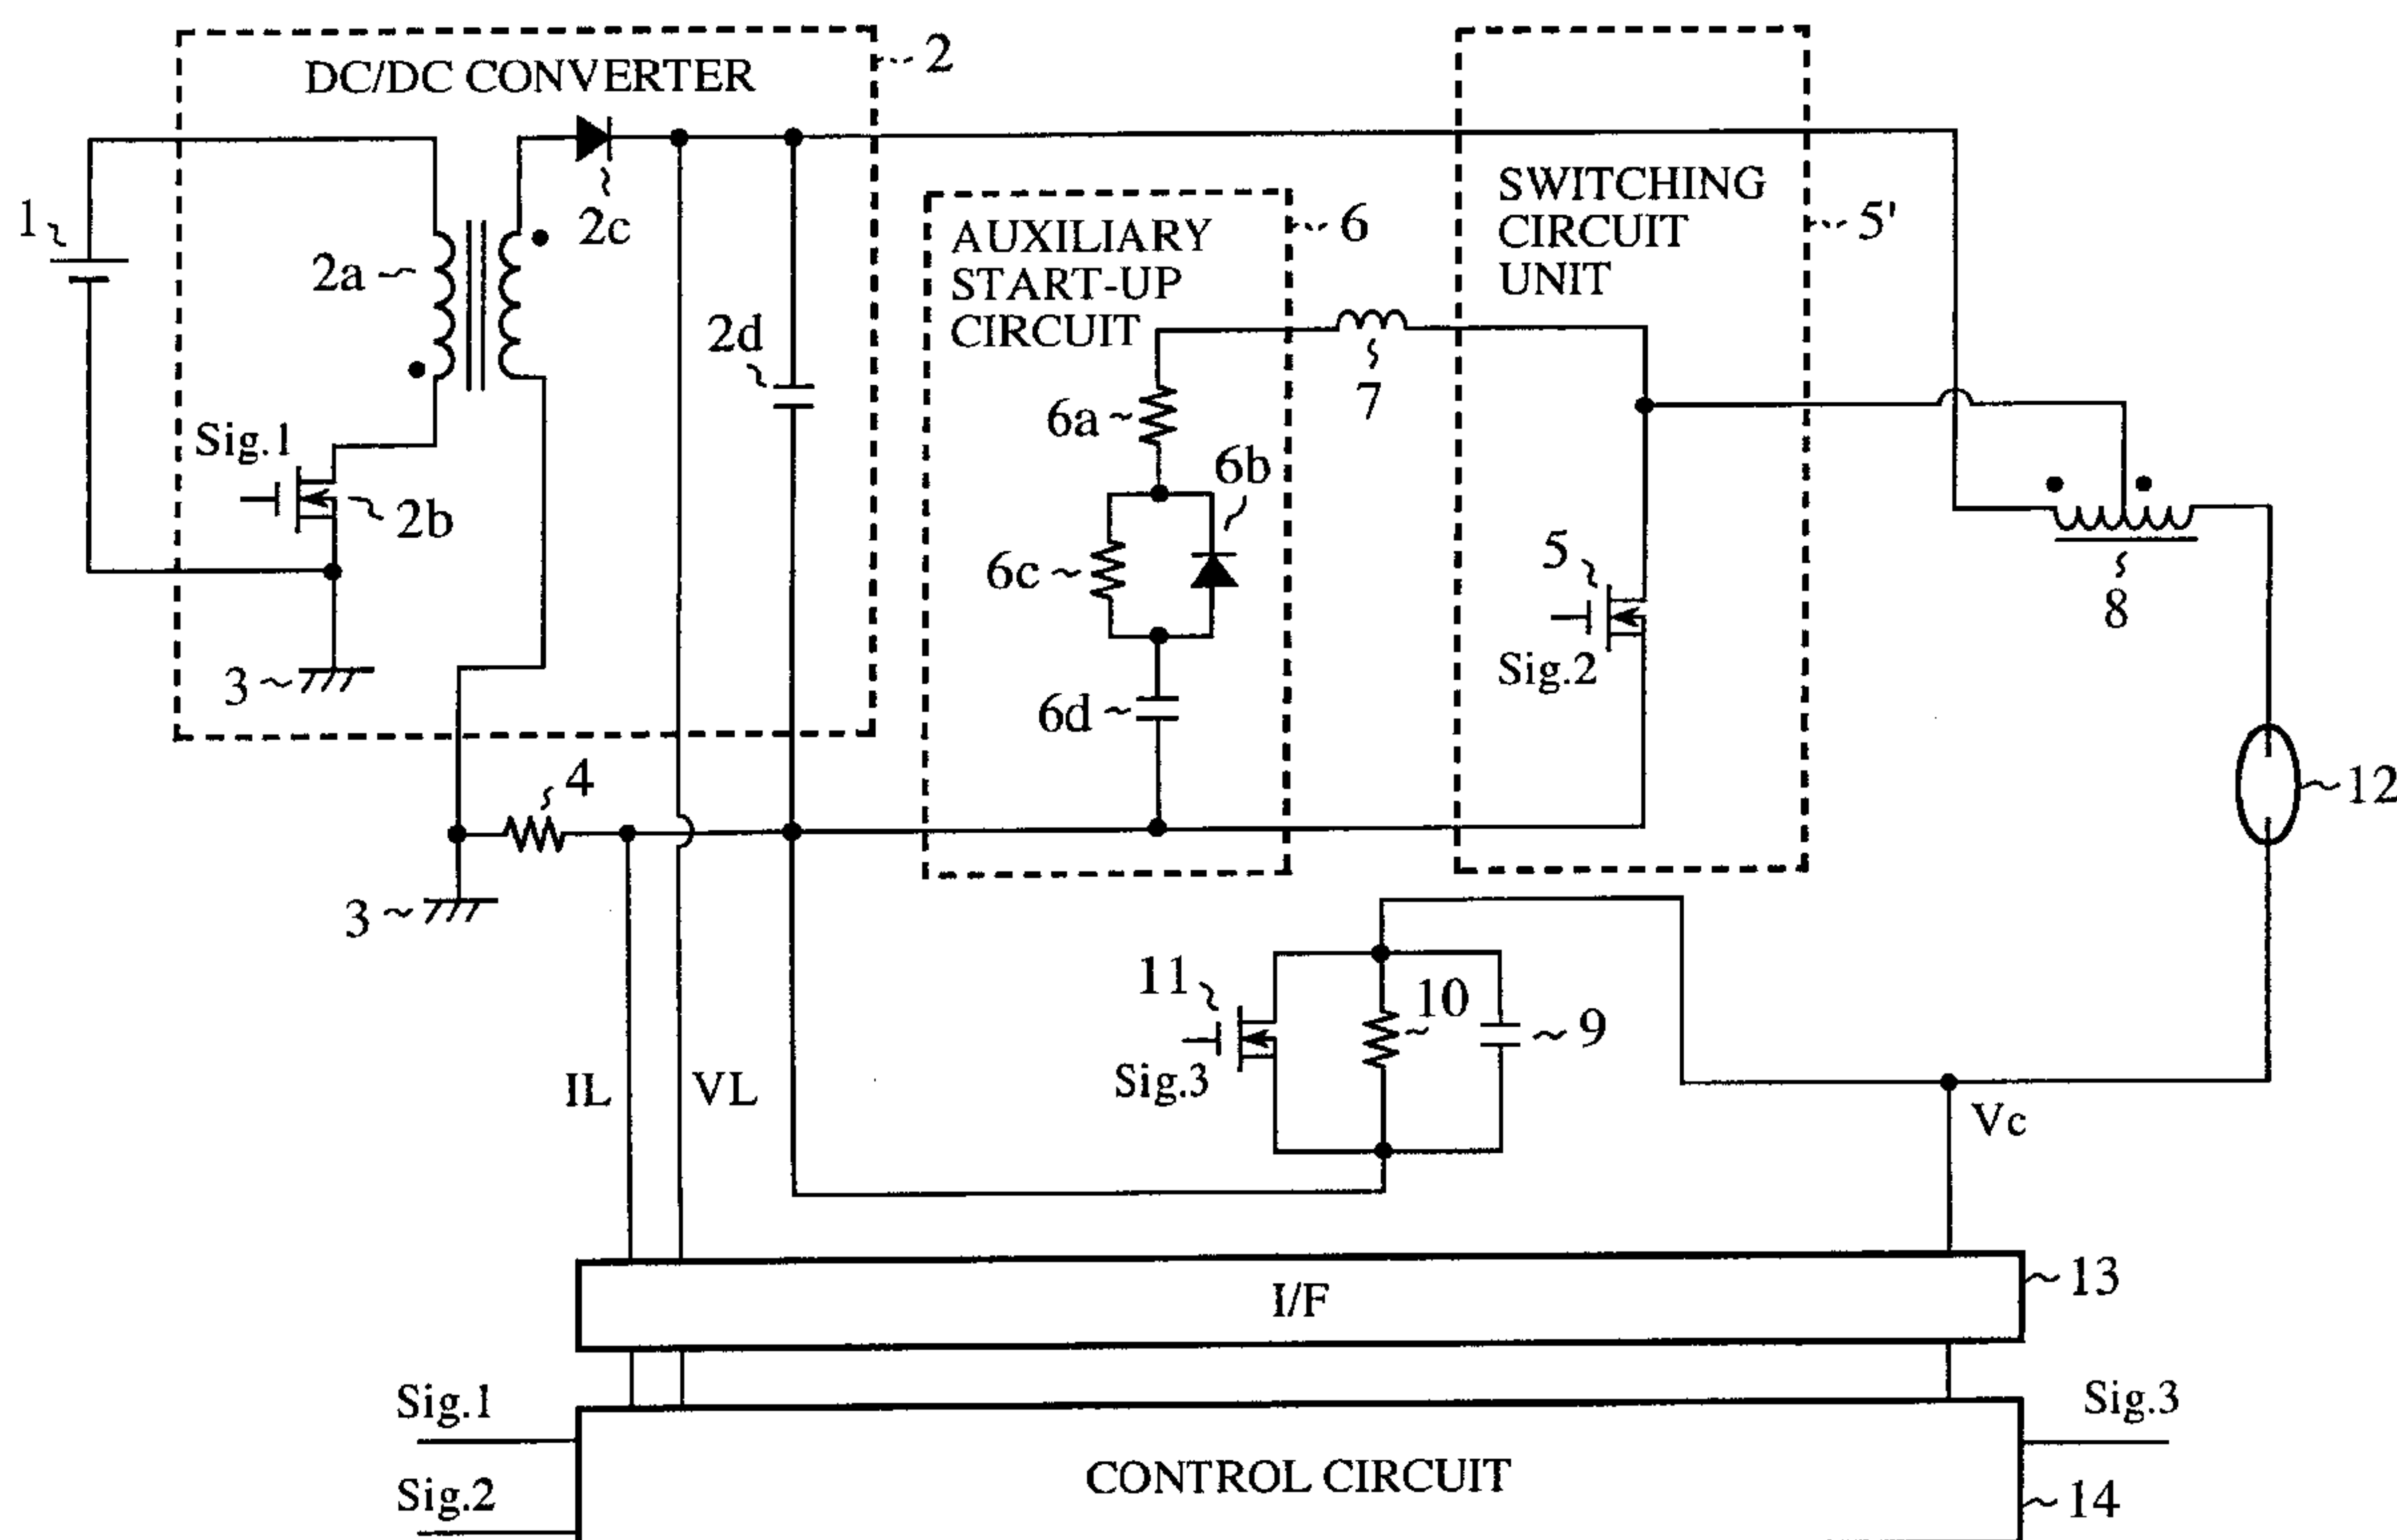 DC/DC CONVERTER
2
1
2a
2c
2d
Sig.1
2b
3
AUXILIARY
START-UP
CIRCUIT
6
6a
6b
6c
6d
7
SWITCHING
CIRCUIT
UNIT
5'
5
Sig.2
8
12
4
3
11
10
9
Sig.3
IL
VL
Vc
I/F
13
Sig.1
Sig.2
CONTROL CIRCUIT
Sig.3
14